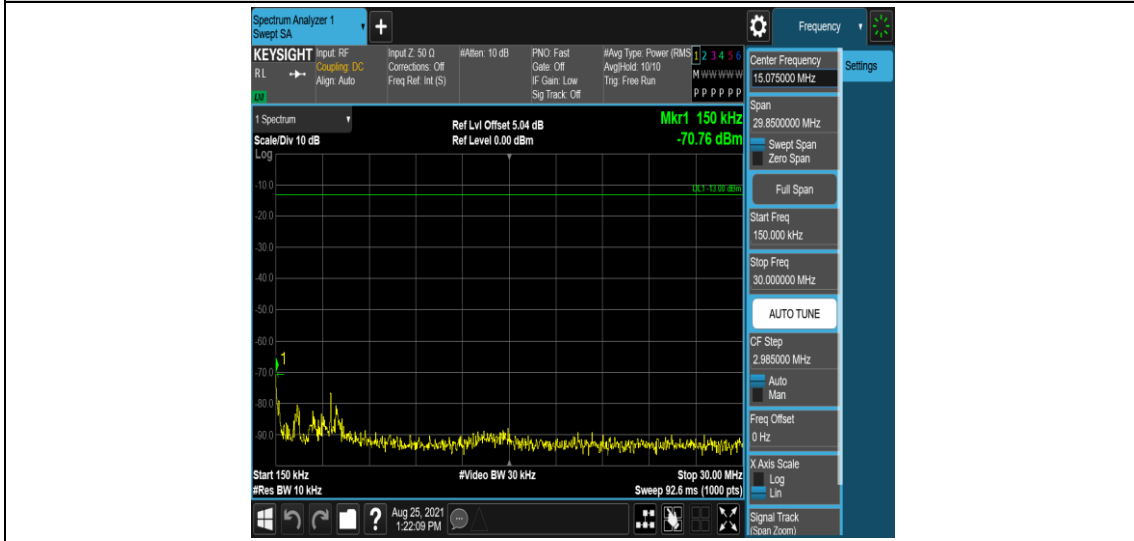 Spectrum Analyzer 1
Swept SA
+
Frequency
KEYSIGHT
RL
Input: RF
Coupling: DC
Align: Auto
Input Z: 50 Ω
Corrections: Off
Freq Ref: Int (S)
#Atten: 10 dB
PNO: Fast
Gate: Off
IF Gain: Low
Sig Track: Off
#Avg Type: Power (RMS
Avg|Hold: 10/10
Trig: Free Run
1 2 3 4 5 6
M W W W W W
P P P P P P
1 Spectrum
Scale/Div 10 dB
Log
Ref Lvl Offset 5.04 dB
Ref Level 0.00 dBm
Mkr1 150 kHz
-70.76 dBm
DL1 -13.00 dBm
-10.0
-20.0
-30.0
-40.0
-50.0
-60.0
-70.0
-80.0
-90.0
1
Start 150 kHz
#Res BW 10 kHz
#Video BW 30 kHz
Stop 30.00 MHz
Sweep 92.6 ms (1000 pts)
?
Aug 25, 2021
1:22:09 PM
Center Frequency
15.075000 MHz
Settings
Span
29.8500000 MHz
Swept Span
Zero Span
Full Span
Start Freq
150.000 kHz
Stop Freq
30.000000 MHz
AUTO TUNE
CF Step
2.985000 MHz
Auto
Man
Freq Offset
0 Hz
X Axis Scale
Log
Lin
Signal Track
(Span Zoom)